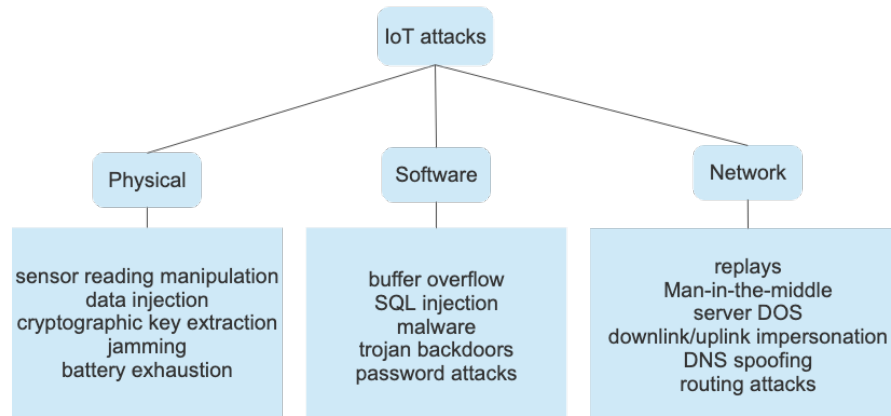 IoT attacks
Physical
Software
Network
sensor reading manipulation
data injection
cryptographic key extraction
jamming
battery exhaustion
buffer overflow
SQL injection
malware
trojan backdoors
password attacks
replays
Man-in-the-middle
server DOS
downlink/uplink impersonation
DNS spoofing
routing attacks